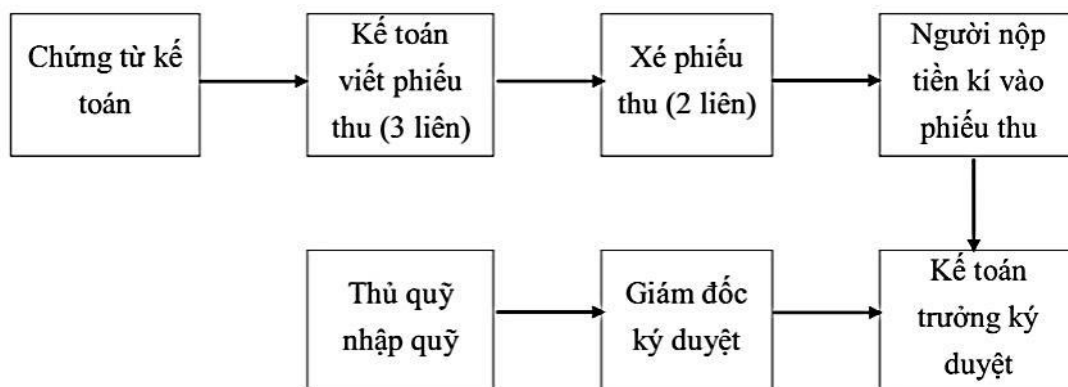 Chứng từ kế
toán
Kế toán
viết phiếu
thu (3 liên)
Xé phiếu
thu (2 liên)
Người nộp
tiền kí vào
phiếu thu
Thủ quỹ
nhập quỹ
Giám đốc
ký duyệt
Kế toán
trưởng ký
duyệt